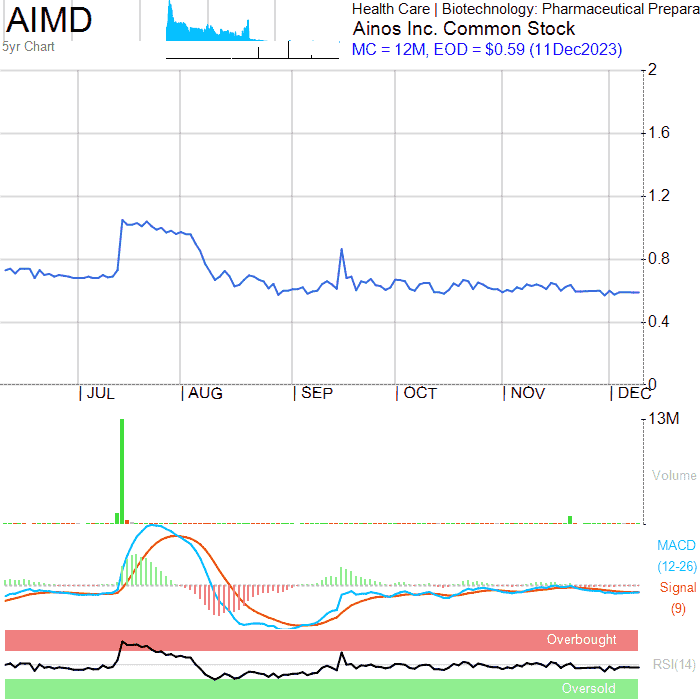 AIMD
5yr Chart
Health Care | Biotechnology: Pharmaceutical Prepara
Ainos Inc. Common Stock
MC = 12M, EOD = $0.59 (11Dec2023)
2
1.6
1.2
0.8
0.4
0
JUL AUG SEP OCT NOV DEC
13M
Volume
MACD
(12-26)
Signal
(9)
Overbought
RSI(14)
Oversold